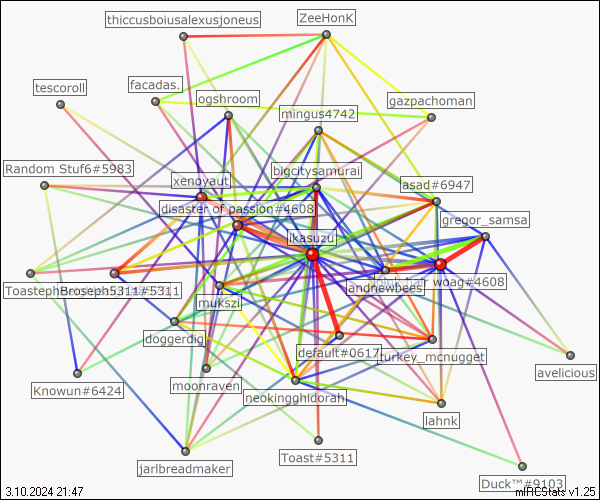 thiccusboiusalexusjoneus
ZeeHonK
tescoroll
facadas.
ogshroom
gazpachoman
mingus4742
Random Stuf6#5983
xengyaut
bigcitysamurai
asad#6947
disaster of passion#4608
gregor_samsa
ikasuzu
Broseph5311#5311
andnewbees
woag#4608
mukszi
doggerdig
default#0617
turkey_mcnugget
avelicious
Knowun#6424
moonraven
neokingghidorah
lahnk
jarlbreadmaker
Toast#5311
Duck™#9103
3.10.2024 21:47
mIRCStats v1.25